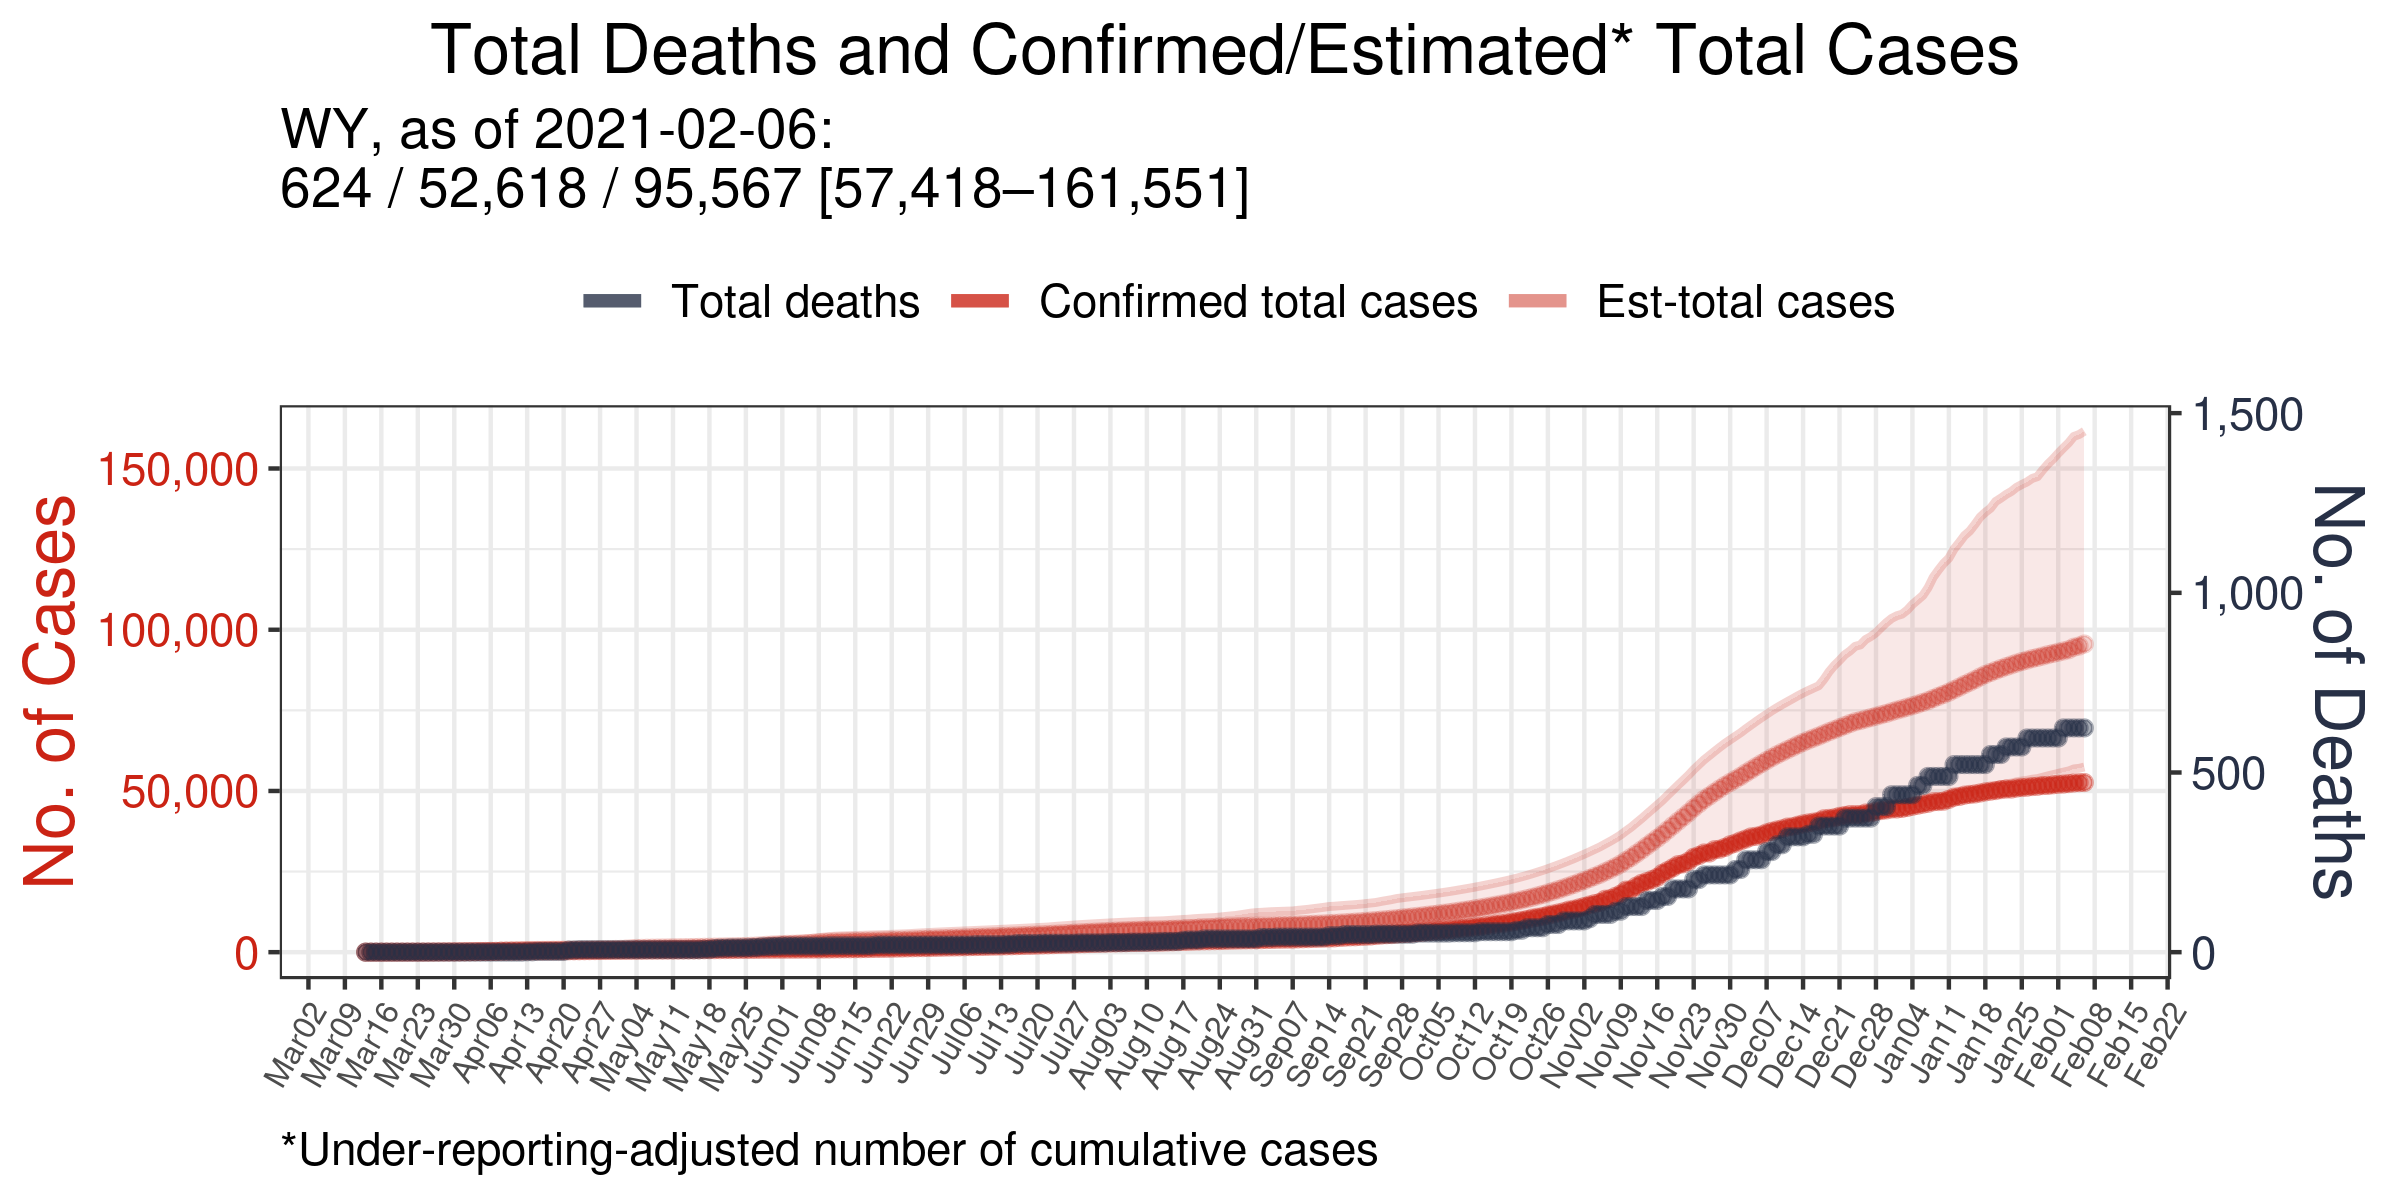 Total Deaths and Confirmed/Estimated* Total Cases
WY, as of 2021-02-06:
624 / 52,618 / 95,567 [57,418–161,551]
Total deaths
Confirmed total cases
Est-total cases
No. of Cases
150,000
100,000
50,000
0
1,500
1,000
500
0
No. of Deaths
Mar02
Mar09
Mar16
Mar23
Mar30
Apr06
Apr13
Apr20
Apr27
May04
May11
May18
May25
Jun01
Jun08
Jun15
Jun22
Jun29
Jul06
Jul13
Jul20
Jul27
Aug03
Aug10
Aug17
Aug24
Aug31
Sep07
Sep14
Sep21
Sep28
Oct05
Oct12
Oct19
Oct26
Nov02
Nov09
Nov16
Nov23
Nov30
Dec07
Dec14
Dec21
Dec28
Jan04
Jan11
Jan18
Jan25
Feb01
Feb08
Feb15
Feb22
*Under-reporting-adjusted number of cumulative cases